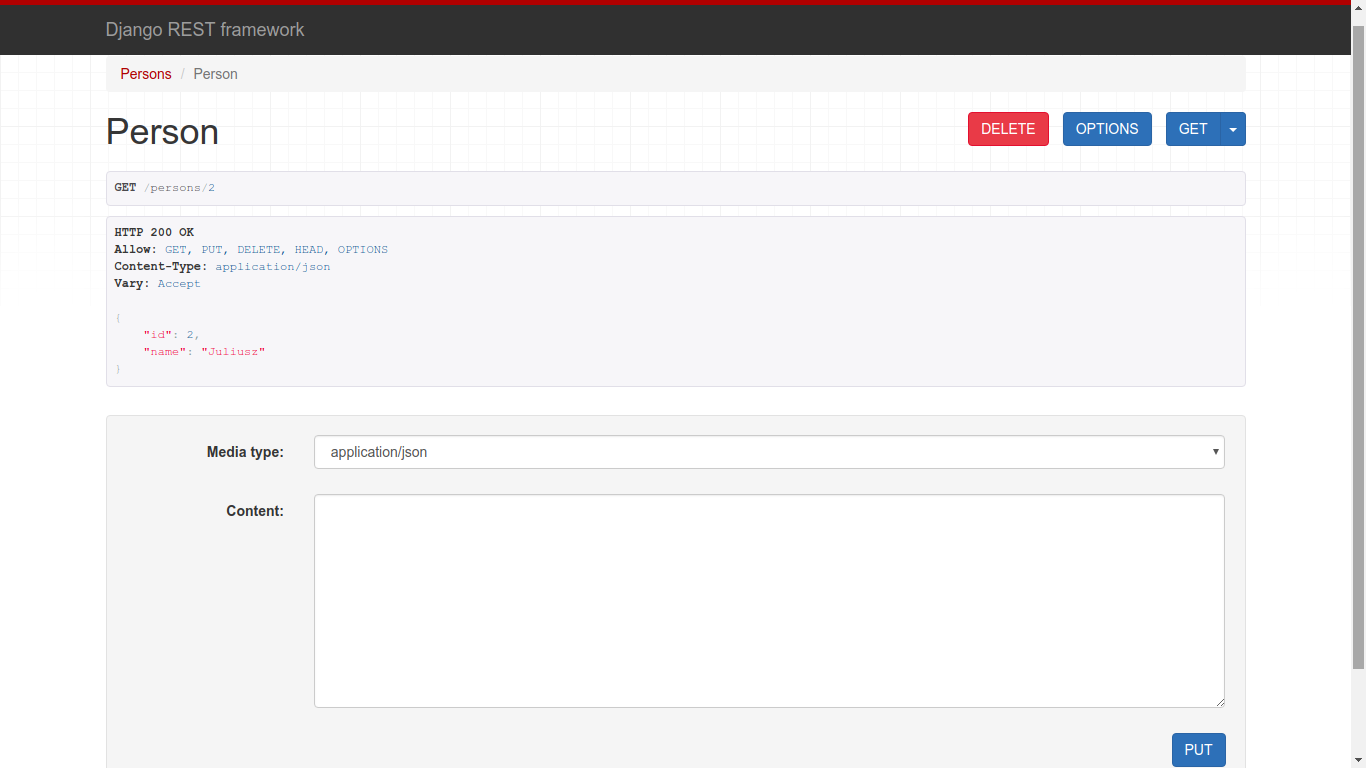 Django REST framework
Persons / Person
Person
DELETE OPTIONS GET
GET /persons/2
HTTP 200 OK
Allow: GET, PUT, DELETE, HEAD, OPTIONS
Content-Type: application/json
Vary: Accept
{
"id": 2,
"name": "Juliusz"
}
Media type: application/json
Content:
PUT